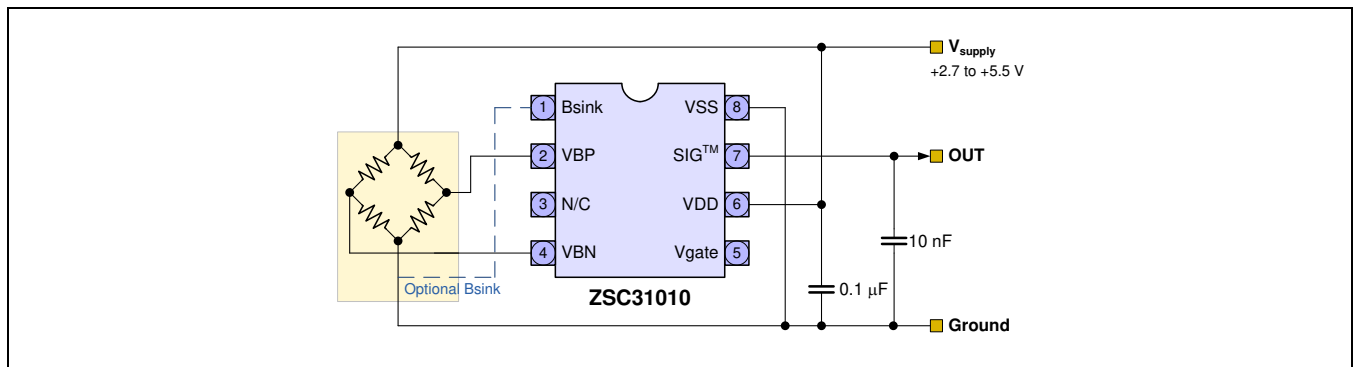 V_supply
+2.7 to +5.5 V
1 Bsink VSS 8
2 VBP SIG™ 7 OUT
3 N/C VDD 6
4 VBN Vgate 5
10 nF
Optional Bsink
0.1 µF
ZSC31010
Ground